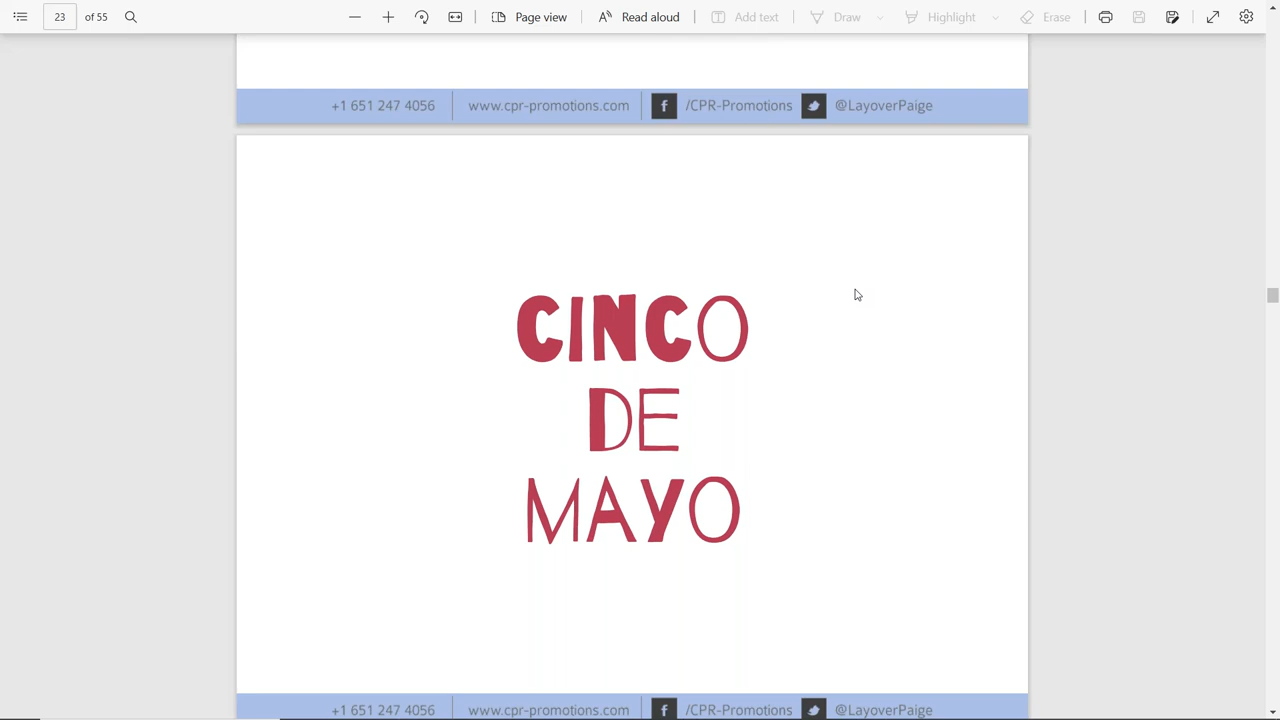 23 of 55 Page view Read aloud Add text Draw Highlight Erase
+1 651 247 4056 www.cpr-promotions.com f /CPR-Promotions @LayoverPaige
CINCO
DE
MAYO
+1 651 247 4056 www.cpr-promotions.com f /CPR-Promotions @LayoverPaige